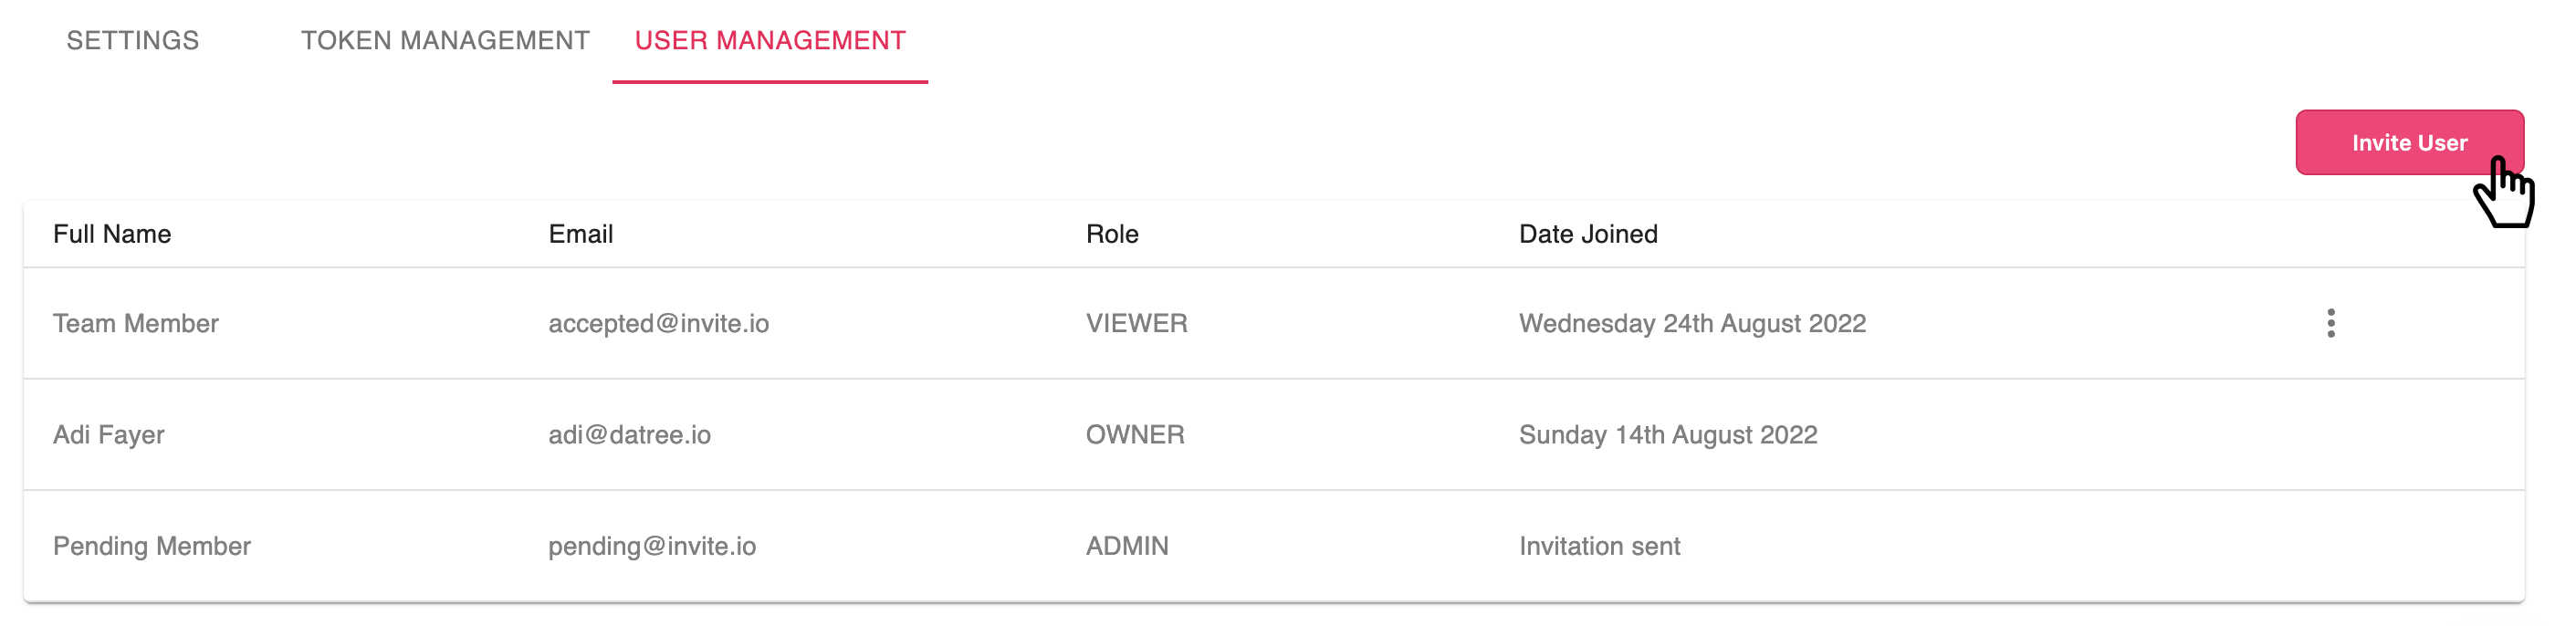 SETTINGS TOKEN MANAGEMENT USER MANAGEMENT
Invite User
Full Name Email Role Date Joined
Team Member accepted@invite.io VIEWER Wednesday 24th August 2022
Adi Fayer adi@datree.io OWNER Sunday 14th August 2022
Pending Member pending@invite.io ADMIN Invitation sent